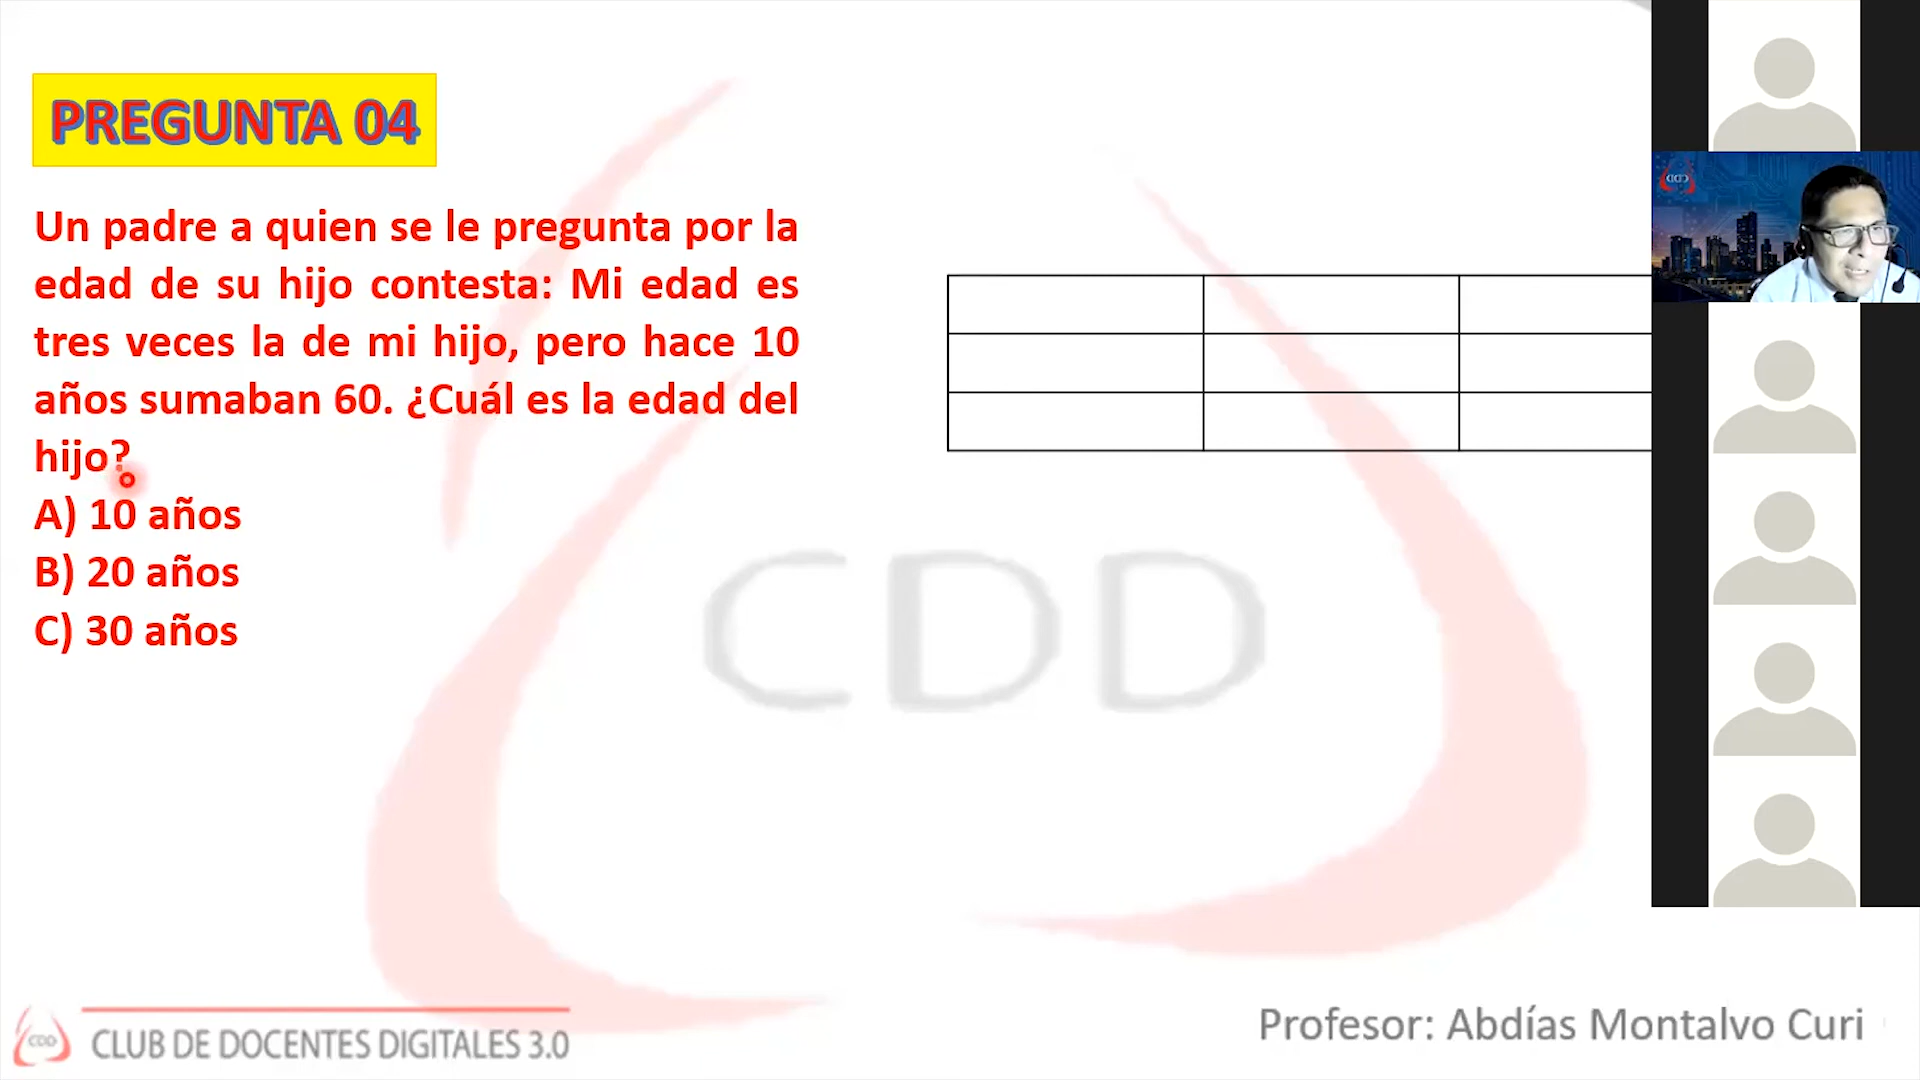 PREGUNTA 04
Un padre a quien se le pregunta por la
edad de su hijo contesta: Mi edad es
tres veces la de mi hijo, pero hace 10
años sumaban 60. ¿Cuál es la edad del
hijo?
A) 10 años
B) 20 años
C) 30 años
CDD
CDD
CDD
CLUB DE DOCENTES DIGITALES 3.0
Profesor: Abdías Montalvo Curi